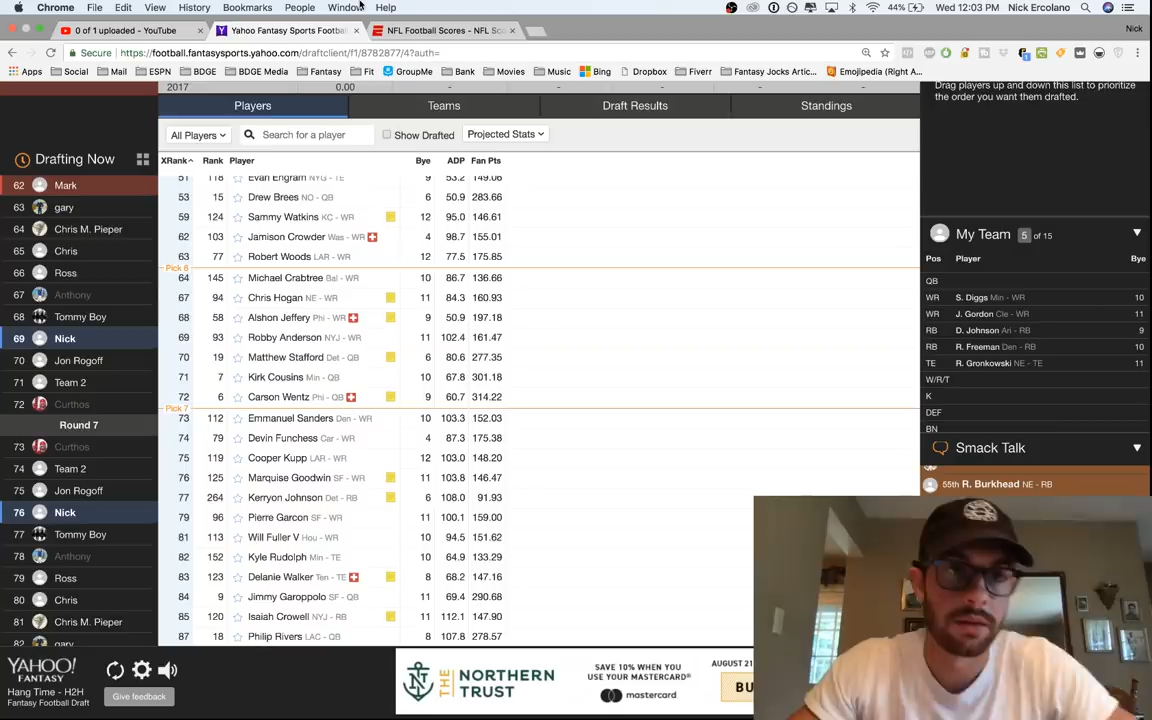 Chrome File Edit View History Bookmarks People Window Help 44% Wed 12:03 PM Nick Ercolano
0 of 1 uploaded - YouTube Yahoo Fantasy Sports Footbal NFL Football Scores - NFL Sco Nick
Secure https://football.fantasysports.yahoo.com/draftclient/f1/8782877/4?auth=
Apps Social Mail ESPN BDGE BDGE Media Fantasy Fit GroupMe Bank Movies Music Bing Dropbox Fiverr Fantasy Jocks Artic... Emojipedia (Right A...
2017 0.00 - - - - -
Players Teams Draft Results Standings
All Players Search for a player Show Drafted Projected Stats
XRank Rank Player Bye ADP Fan Pts
51 118 Evan Engram NYG - TE 9 53.2 149.06
53 15 Drew Brees NO - QB 6 50.9 283.66
59 124 Sammy Watkins KC - WR 12 95.0 146.61
62 103 Jamison Crowder Was - WR 4 98.7 155.01
63 77 Robert Woods LAR - WR 12 77.5 175.85
Pick 6
64 145 Michael Crabtree Bal - WR 10 86.7 136.66
67 94 Chris Hogan NE - WR 11 84.3 160.93
68 58 Alshon Jeffery Phi - WR 9 50.9 197.18
69 93 Robby Anderson NYJ - WR 11 102.4 161.47
70 19 Matthew Stafford Det - QB 6 80.6 277.35
71 7 Kirk Cousins Min - QB 10 67.8 301.18
72 6 Carson Wentz Phi - QB 9 60.7 314.22
Pick 7
73 112 Emmanuel Sanders Den - WR 10 103.3 152.03
74 79 Devin Funchess Car - WR 4 87.3 175.38
75 119 Cooper Kupp LAR - WR 12 103.0 148.20
76 125 Marquise Goodwin SF - WR 11 103.8 146.47
77 264 Kerryon Johnson Det - RB 6 108.0 91.93
79 96 Pierre Garcon SF - WR 11 100.1 159.00
81 113 Will Fuller V Hou - WR 10 94.5 151.62
82 152 Kyle Rudolph Min - TE 10 64.9 133.29
83 123 Delanie Walker Ten - TE 8 68.2 147.16
84 9 Jimmy Garoppolo SF - QB 11 69.4 290.68
85 120 Isaiah Crowell NYJ - RB 11 112.1 147.90
87 18 Philip Rivers LAC - QB 8 107.8 278.57
Drafting Now
62 Mark
63 gary
64 Chris M. Pieper
65 Chris
66 Ross
67 Anthony
68 Tommy Boy
69 Nick
70 Jon Rogoff
71 Team 2
72 Curthos
Round 7
73 Curthos
74 Team 2
75 Jon Rogoff
76 Nick
77 Tommy Boy
78 Anthony
79 Ross
80 Chris
81 Chris M. Pieper
82 gary
YAHOO! FANTASY
Hang Time - H2H
Fantasy Football Draft
Give feedback
Drag players up and down this list to prioritize
the order you want them drafted.
My Team 5 of 15
Pos Player Bye
QB
WR S. Diggs Min - WR 10
WR J. Gordon Cle - WR 11
RB D. Johnson Ari - RB 9
RB R. Freeman Den - RB 10
TE R. Gronkowski NE - TE 11
W/R/T
K
DEF
BN
Smack Talk
55th R. Burkhead NE - RB
THE NORTHERN TRUST
SAVE 10% WHEN YOU
USE YOUR MASTERCARD®
mastercard
AUGUST 21
BU